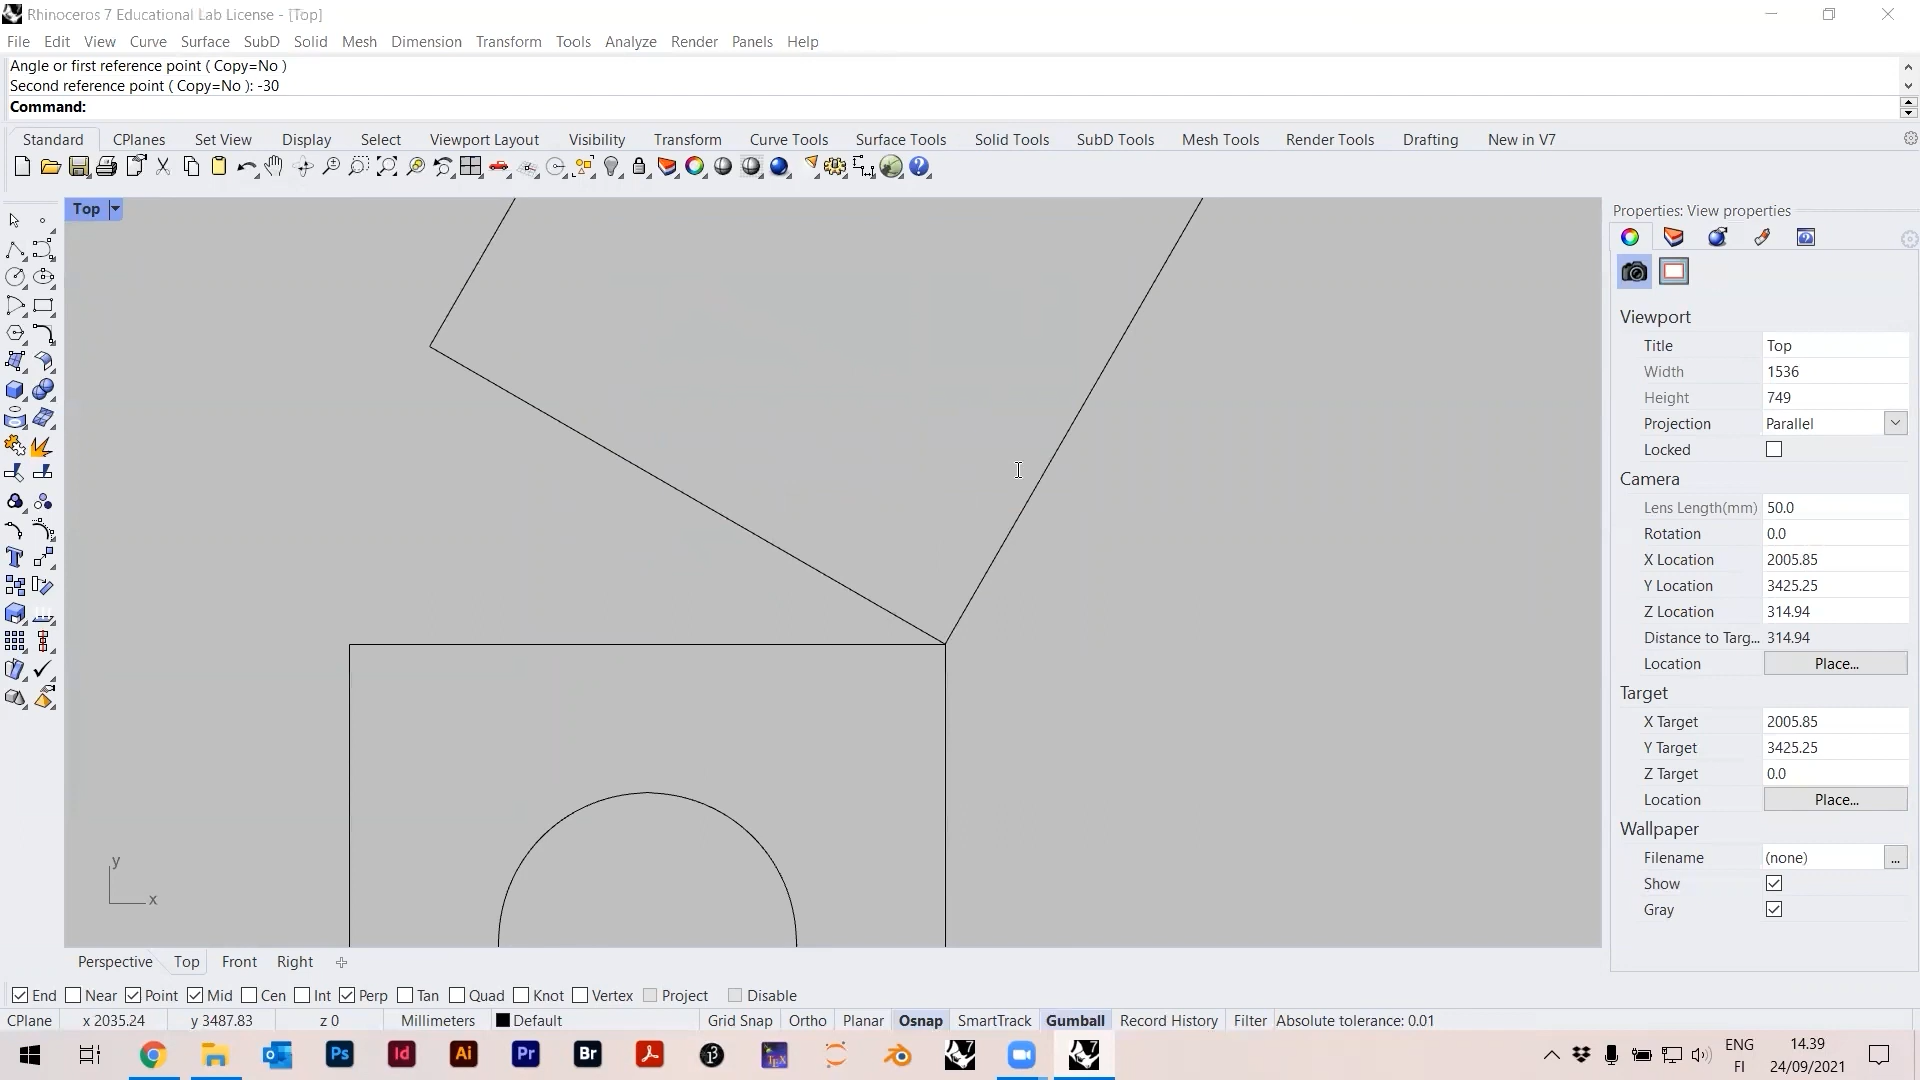 Rhinoceros 7 Educational Lab License - [Top]
File Edit View Curve Surface SubD Solid Mesh Dimension Transform Tools Analyze Render Panels Help
Angle or first reference point ( Copy=No )
Second reference point ( Copy=No ): -30
Command:
Standard CPlanes Set View Display Select Viewport Layout Visibility Transform Curve Tools Surface Tools Solid Tools SubD Tools Mesh Tools Render Tools Drafting New in V7
Top
Properties: View properties
Viewport
Title Top
Width 1536
Height 749
Projection Parallel
Locked
Camera
Lens Length(mm) 50.0
Rotation 0.0
X Location 2005.85
Y Location 3425.25
Z Location 314.94
Distance to Targ... 314.94
Location Place...
Target
X Target 2005.85
Y Target 3425.25
Z Target 0.0
Location Place...
Wallpaper
Filename (none) ...
Show
Gray
y
x
Perspective Top Front Right
End Near Point Mid Cen Int Perp Tan Quad Knot Vertex Project Disable
CPlane x 2035.24 y 3487.83 z 0 Millimeters Default Grid Snap Ortho Planar Osnap SmartTrack Gumball Record History Filter Absolute tolerance: 0.01
Ps Id Ai Pr Br TEX
ENG
FI
14.39
24/09/2021